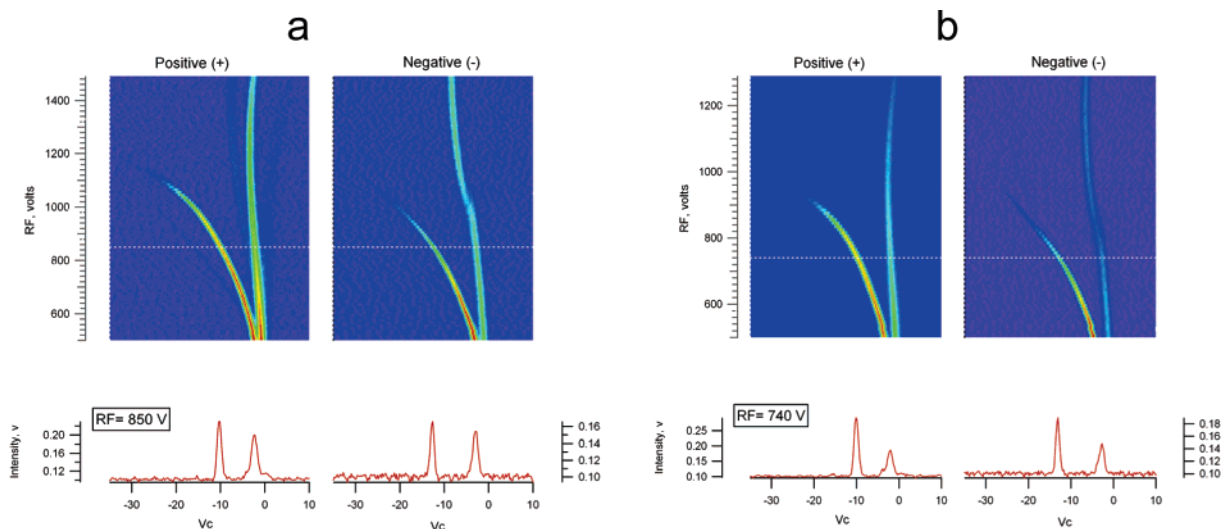 a
b
Positive (+)
Negative (-)
Positive (+)
Negative (-)
RF, volts
1400
1200
1000
800
600
RF, volts
1200
1000
800
600
RF= 850 V
Intensity, v
0.20
0.12
0.16
0.14
0.12
0.10
-30 -20 -10 0 10
-30 -20 -10 0 10
Vc
Vc
RF= 740 V
Intensity, v
0.25
0.20
0.15
0.10
0.18
0.16
0.14
0.12
0.10
-30 -20 -10 0 10
-30 -20 -10 0 10
Vc
Vc